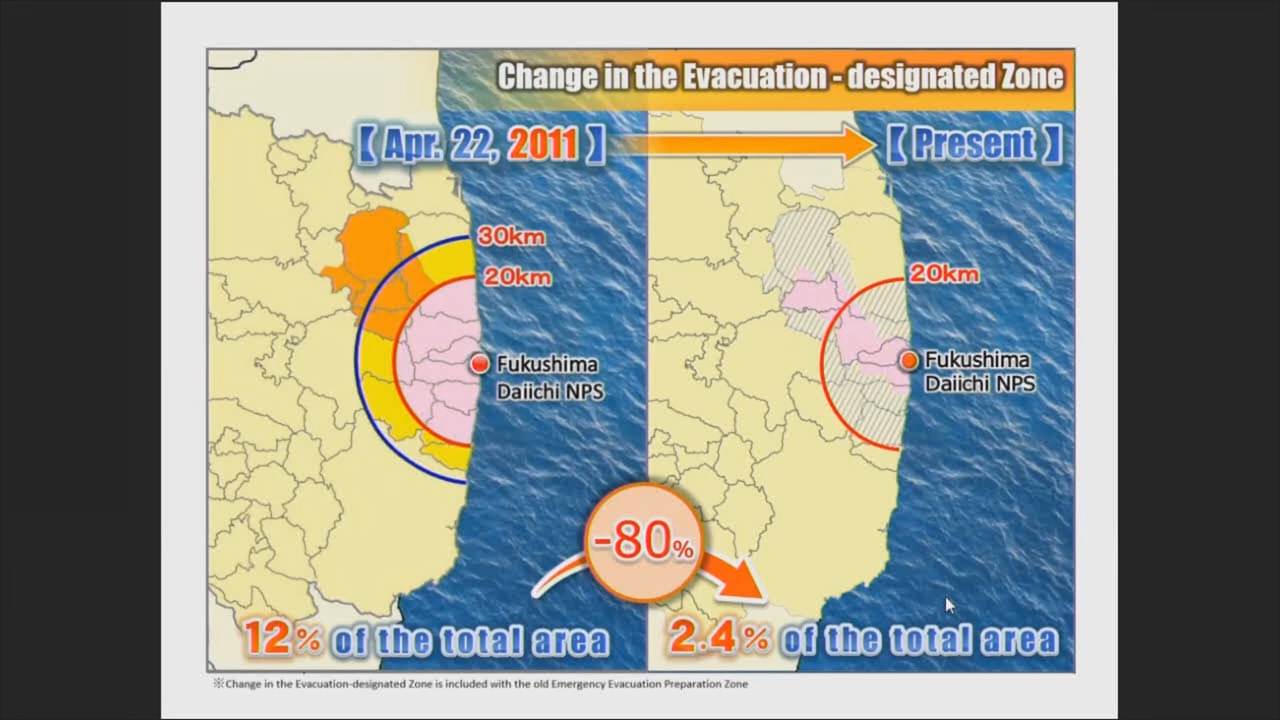 Change in the Evacuation - designated Zone
【 Apr. 22, 2011 】
【 Present 】
30km
20km
20km
Fukushima
Daiichi NPS
Fukushima
Daiichi NPS
-80%
12% of the total area
2.4% of the total area
※Change in the Evacuation-designated Zone is included with the old Emergency Evacuation Preparation Zone